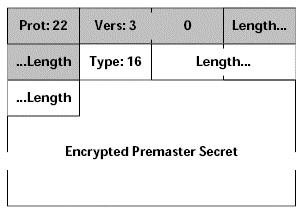 Prot: 22 Vers: 3 0 Length...
...Length Type: 16 Length...
...Length
Encrypted Premaster Secret